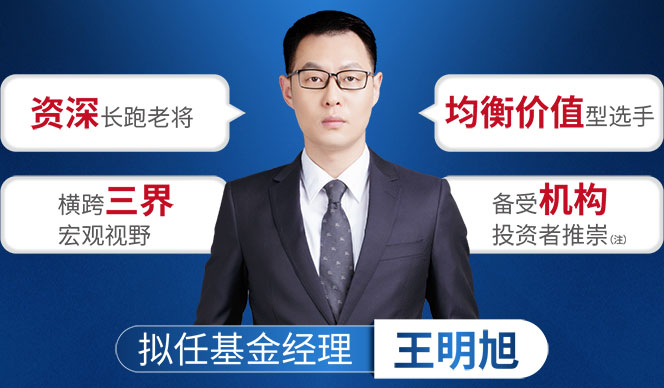 资深长跑老将
均衡价值型选手
横跨三界
宏观视野
备受机构
投资者推崇(注)
拟任基金经理 王明旭